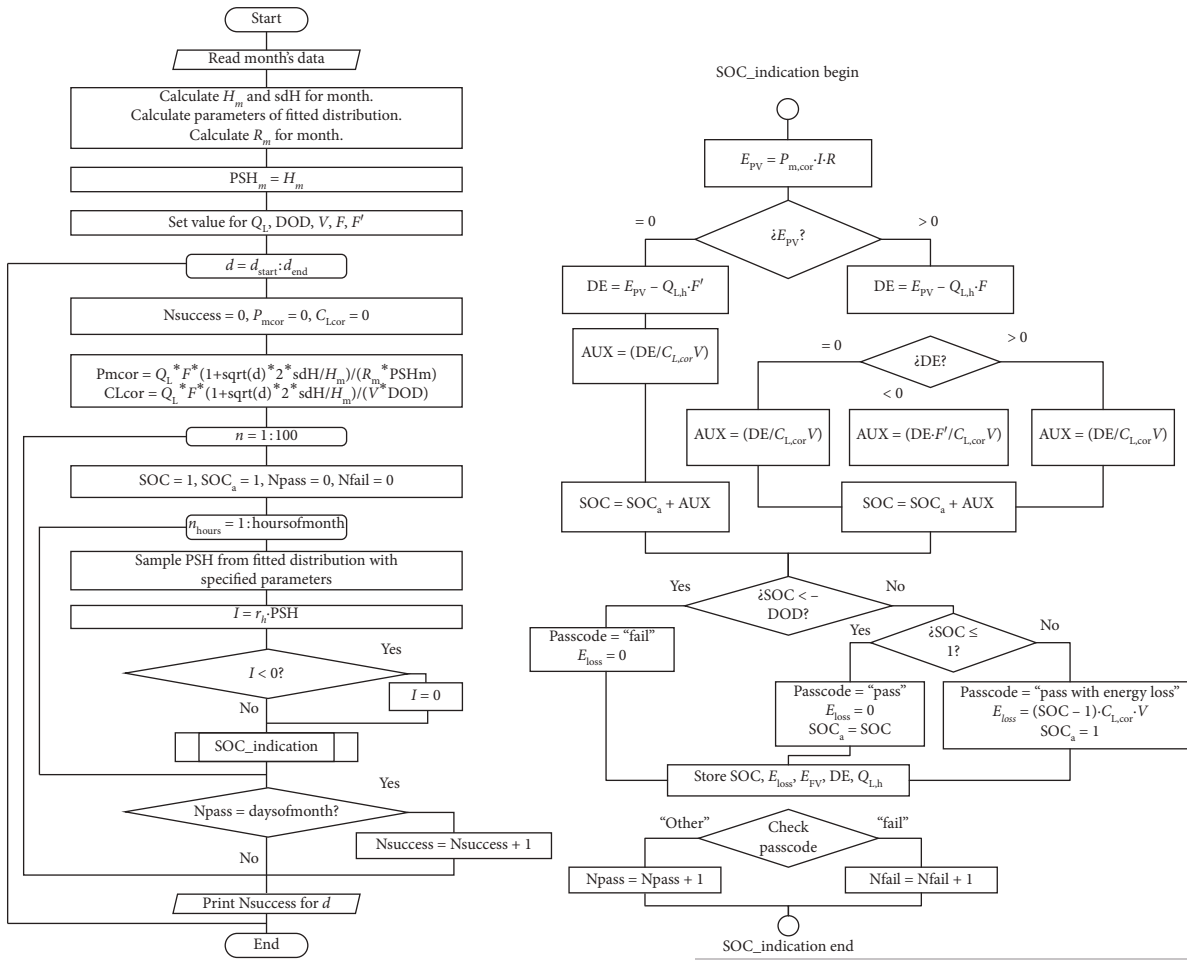 Start
Read month's data
Calculate Hₘ and sdH for month.
Calculate parameters of fitted distribution.
Calculate Rₘ for month.
PSHₘ = Hₘ
Set value for Q_L, DOD, V, F, F′
d = d_start : d_end
Nsuccess = 0, P_mcor = 0, C_Lcor = 0
Pmcor = Q_L*F*(1+sqrt(d)*2*sdH/H_m)/(R_m*PSHm)
CLcor = Q_L*F*(1+sqrt(d)*2*sdH/H_m)/(V*DOD)
n = 1 : 100
SOC = 1, SOC_a = 1, Npass = 0, Nfail = 0
n_hours = 1 : hoursofmonth
Sample PSH from fitted distribution with
specified parameters
I = r_h·PSH
I < 0?
Yes
I = 0
No
SOC_indication
Yes
Npass = daysofmonth?
Nsuccess = Nsuccess + 1
No
Print Nsuccess for d
End
SOC_indication begin
E_PV = P_m,cor·I·R
= 0
> 0
¿E_PV?
DE = E_PV – Q_L,h·F′
DE = E_PV – Q_L,h·F
AUX = (DE/C_L,cor V)
= 0
> 0
¿DE?
< 0
AUX = (DE/C_L,cor V)
AUX = (DE·F′/C_L,cor V)
AUX = (DE/C_L,cor V)
SOC = SOC_a + AUX
SOC = SOC_a + AUX
Yes
No
¿SOC < –
DOD?
Passcode = “fail”
E_loss = 0
Yes
No
¿SOC ≤
1?
Passcode = “pass”
E_loss = 0
SOC_a = SOC
Passcode = “pass with energy loss”
E_loss = (SOC – 1)·C_L,cor·V
SOC_a = 1
Store SOC, E_loss, E_FV, DE, Q_L,h
“Other”
“fail”
Check
passcode
Npass = Npass + 1
Nfail = Nfail + 1
SOC_indication end